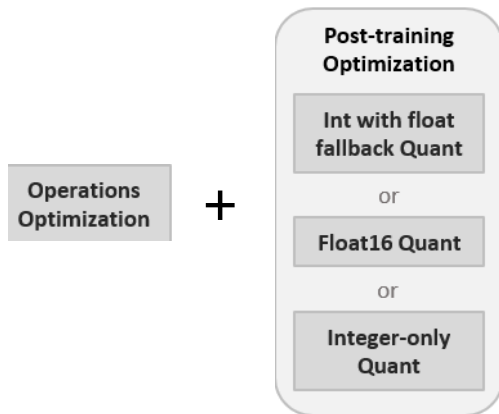 Operations
Optimization
+
Post-training
Optimization
Int with float
fallback Quant
or
Float16 Quant
or
Integer-only
Quant